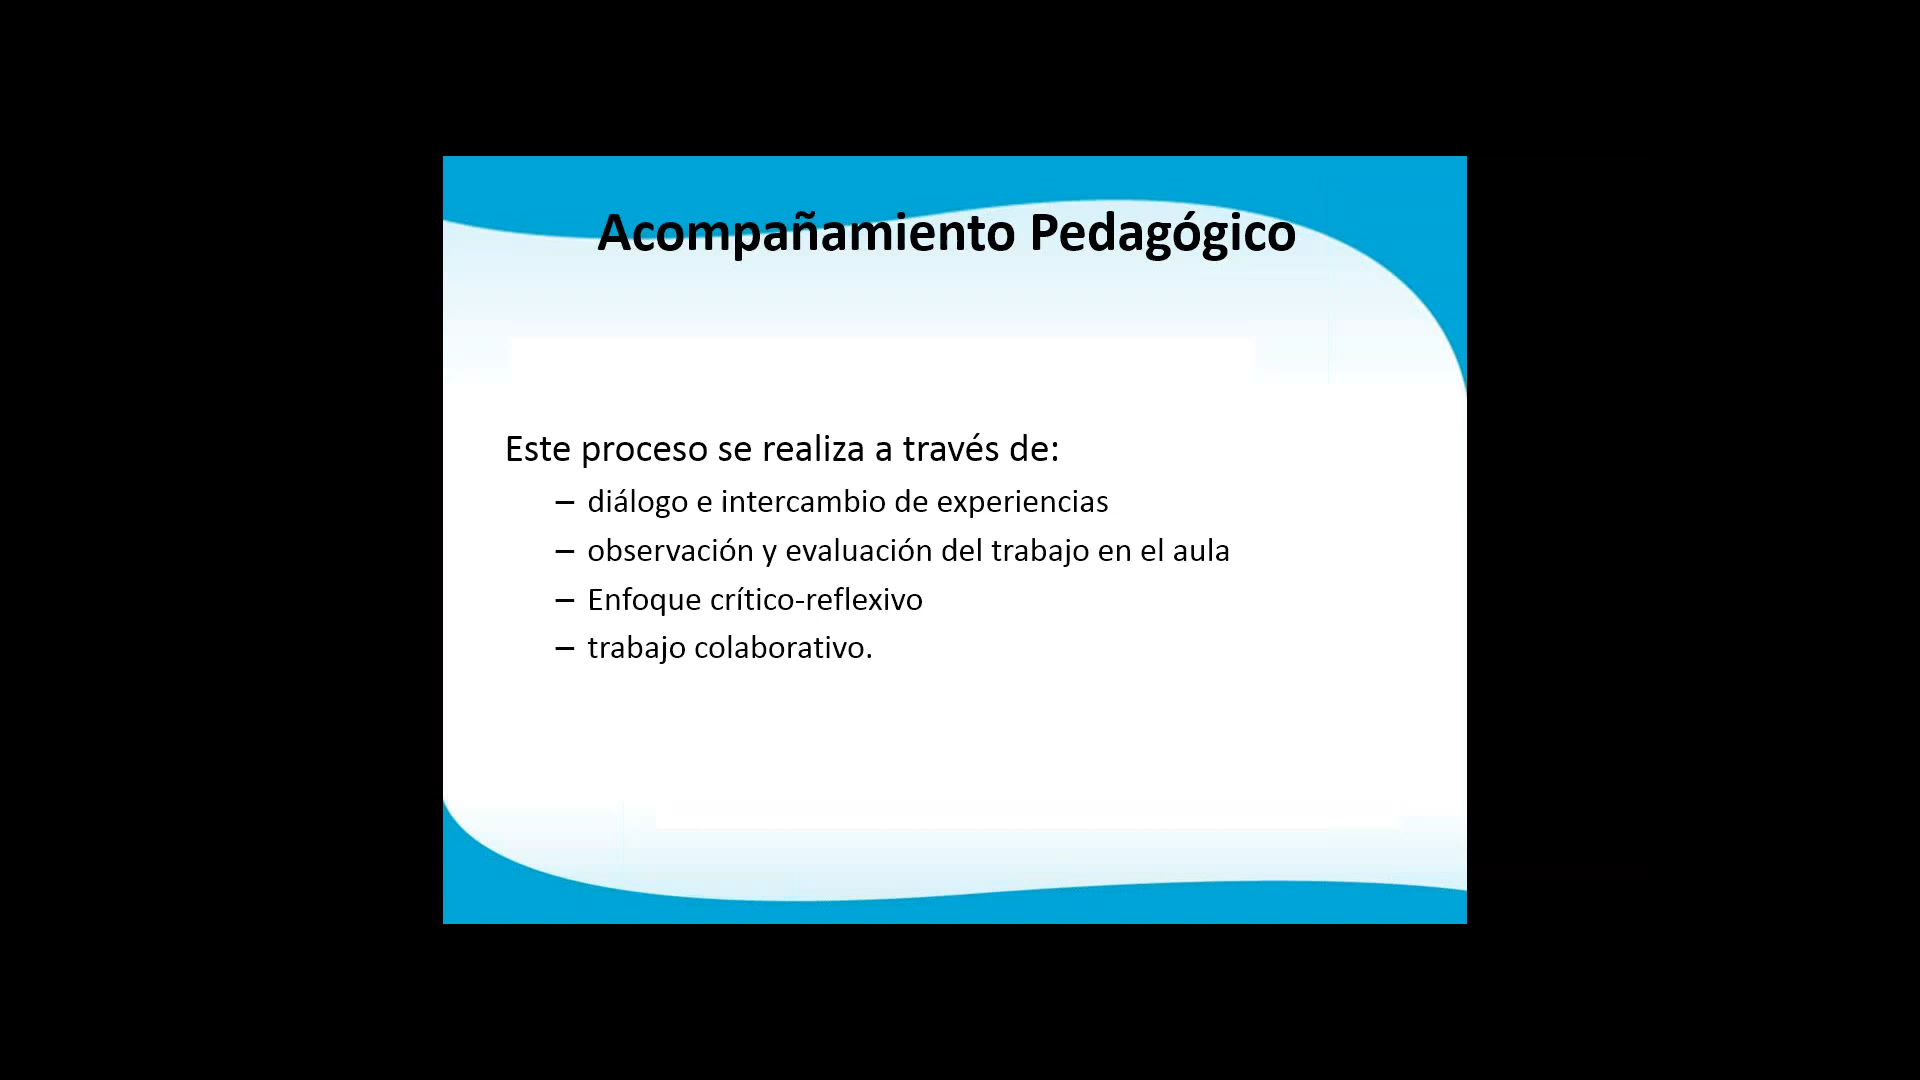 Acompañamiento Pedagógico
Este proceso se realiza a través de:
– diálogo e intercambio de experiencias
– observación y evaluación del trabajo en el aula
– Enfoque crítico-reflexivo
– trabajo colaborativo.